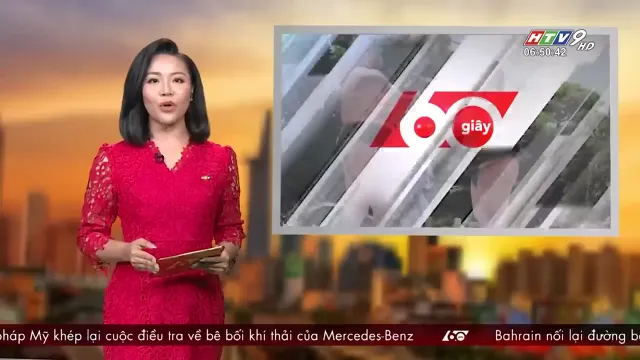 HTV9 HD
06:50:42
60 giây
pháp Mỹ khép lại cuộc điều tra về bê bối khí thải của Mercedes-Benz 60 Bahrain nối lại đường b